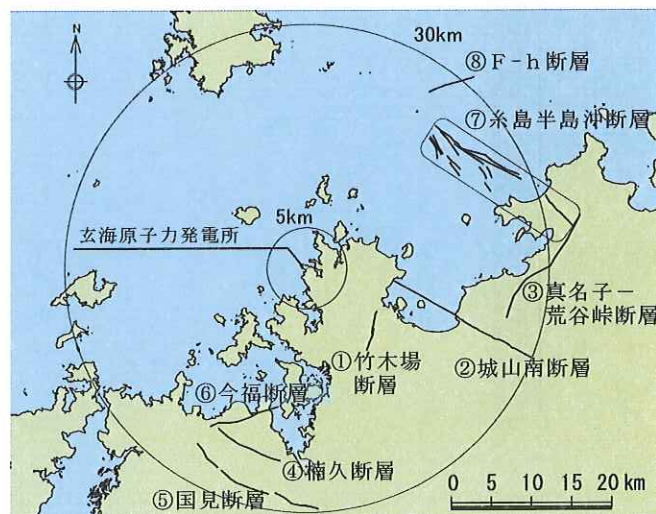 N
30km
⑧F-h断層
⑦糸島半島沖断層
5km
玄海原子力発電所
③真名子−
荒谷峠断層
①竹木場
断層
②城山南断層
⑥今福断層
④楠久断層
⑤国見断層
0 5 10 15 20 km